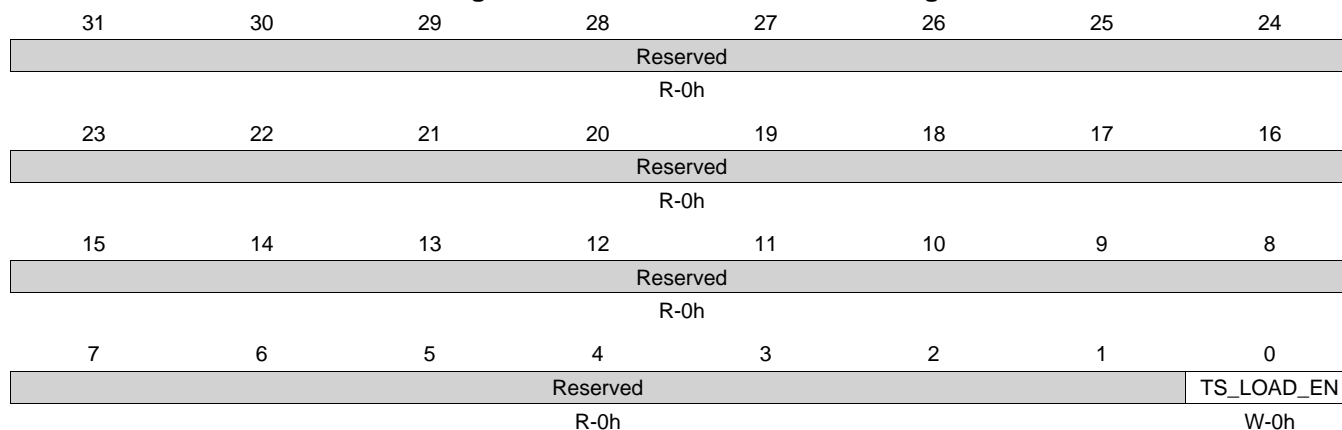 31 30 29 28 27 26 25 24
Reserved
R-0h
23 22 21 20 19 18 17 16
Reserved
R-0h
15 14 13 12 11 10 9 8
Reserved
R-0h
7 6 5 4 3 2 1 0
Reserved TS_LOAD_EN
R-0h W-0h